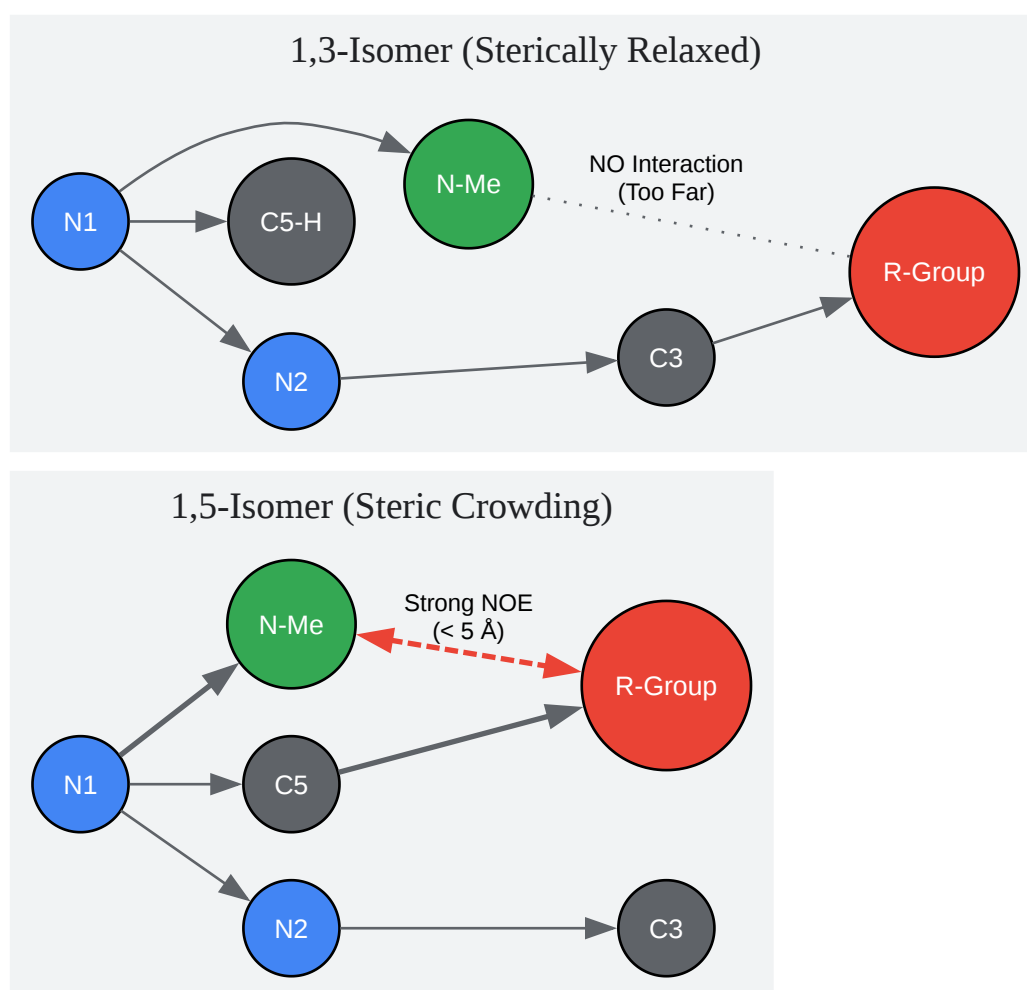 1,3-Isomer (Sterically Relaxed)
N-Me
NO Interaction
(Too Far)
N1
C5-H
R-Group
N2
C3
1,5-Isomer (Steric Crowding)
N-Me
Strong NOE
(< 5 Å)
R-Group
N1
C5
N2
C3